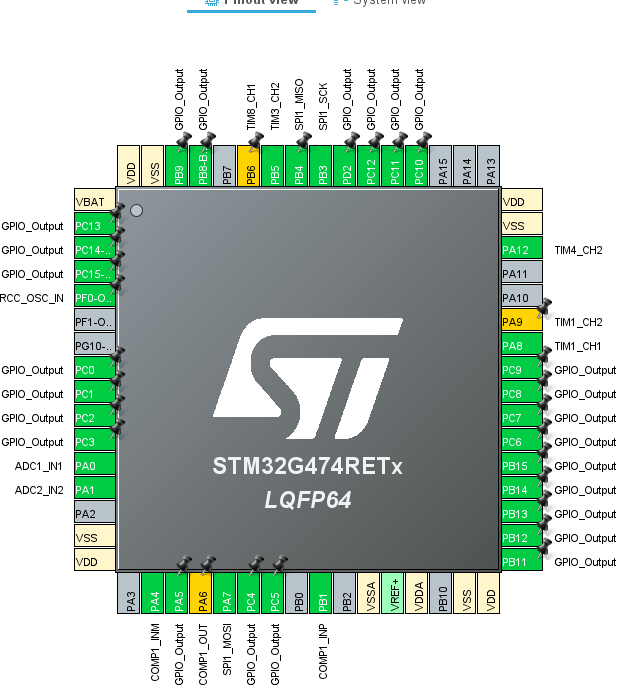 Pinout view
System view
GPIO_Output
GPIO_Output
TIM8_CH1
TIM3_CH2
SPI1_MISO
SPI1_SCK
GPIO_Output
GPIO_Output
GPIO_Output
GPIO_Output
VDD
VSS
PB9
PB8-B..
PB7
PB6
PB5
PB4
PB3
PD2
PC12
PC11
PC10
PA15
PA14
PA13
VBAT
GPIO_Output PC13
GPIO_Output PC14-..
GPIO_Output PC15-..
RCC_OSC_IN PF0-O..
PF1-O..
PG10-..
GPIO_Output PC0
GPIO_Output PC1
GPIO_Output PC2
GPIO_Output PC3
ADC1_IN1 PA0
ADC2_IN2 PA1
PA2
VSS
VDD
STM32G474RETx
LQFP64
VDD
VSS
PA12 TIM4_CH2
PA11
PA10
PA9 TIM1_CH2
PA8 TIM1_CH1
PC9 GPIO_Output
PC8 GPIO_Output
PC7 GPIO_Output
PC6 GPIO_Output
PB15 GPIO_Output
PB14 GPIO_Output
PB13 GPIO_Output
PB12 GPIO_Output
PB11 GPIO_Output
PA3
PA4
PA5
PA6
PA7
PC4
PC5
PB0
PB1
PB2
VSSA
VREF+
VDDA
PB10
VSS
VDD
COMP1_INM
GPIO_Output
COMP1_OUT
SPI1_MOSI
GPIO_Output
GPIO_Output
COMP1_INP